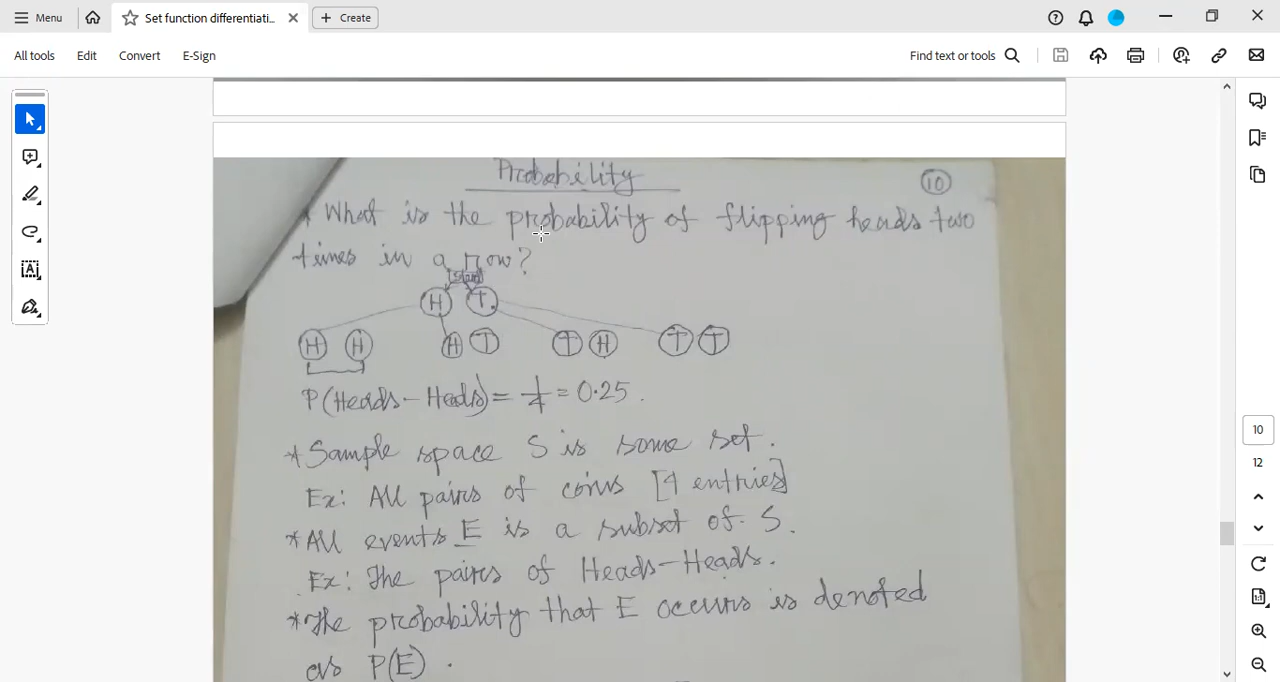 Menu
Set function differentiati...
Create
All tools
Edit
Convert
E-Sign
Find text or tools
Probability
10
* What is the probability of flipping heads two
times in a row?
Start
H T
H H H T T H T T
P(Heads-Heads) = 1/4 = 0.25.
* Sample space S is some set.
Ex: All pairs of coins [4 entries]
* All events E is a subset of S.
Ex: The pairs of Heads-Heads.
* The probability that E occurs is denoted
as P(E).
10
12